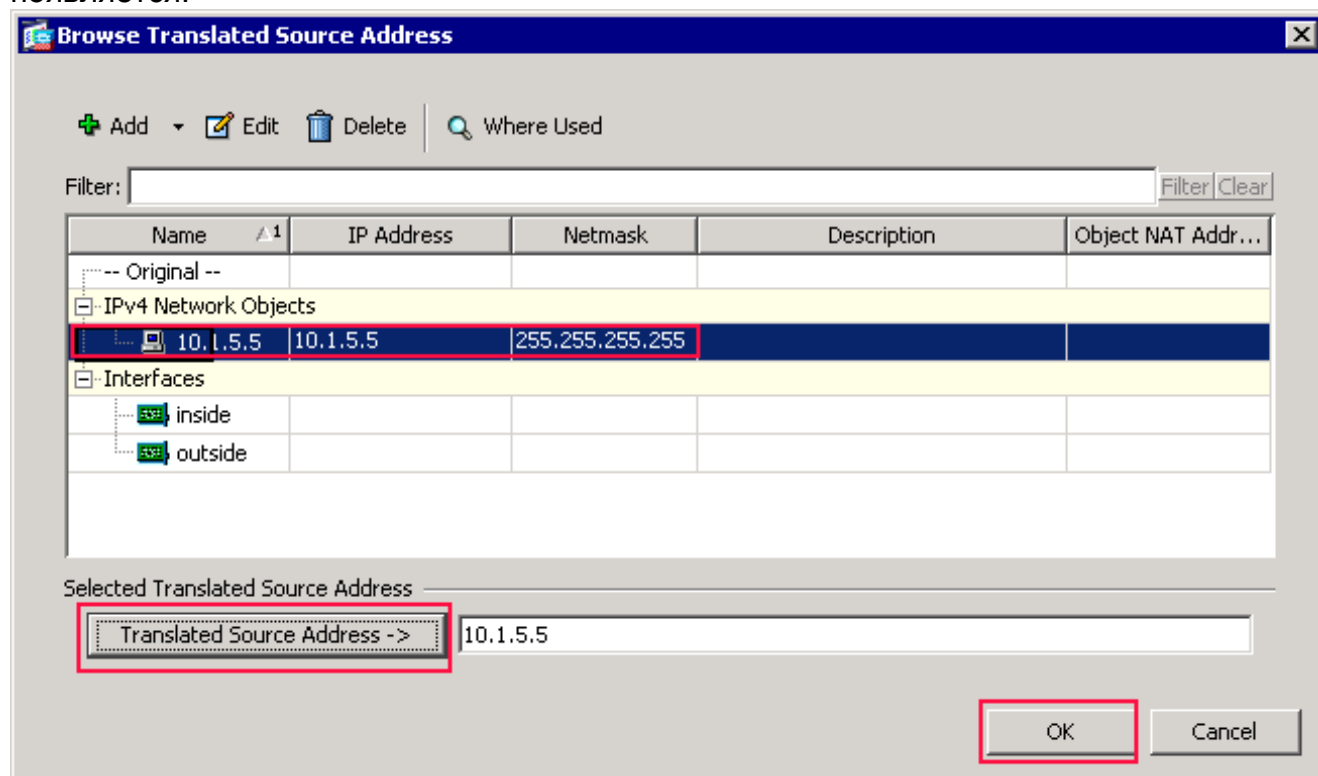 появляется.
Browse Translated Source Address
Add Edit Delete Where Used
Filter: Filter Clear
Name 1 IP Address Netmask Description Object NAT Addr...
-- Original --
IPv4 Network Objects
10.1.5.5 10.1.5.5 255.255.255.255
Interfaces
inside
outside
Selected Translated Source Address
Translated Source Address -> 10.1.5.5
OK Cancel